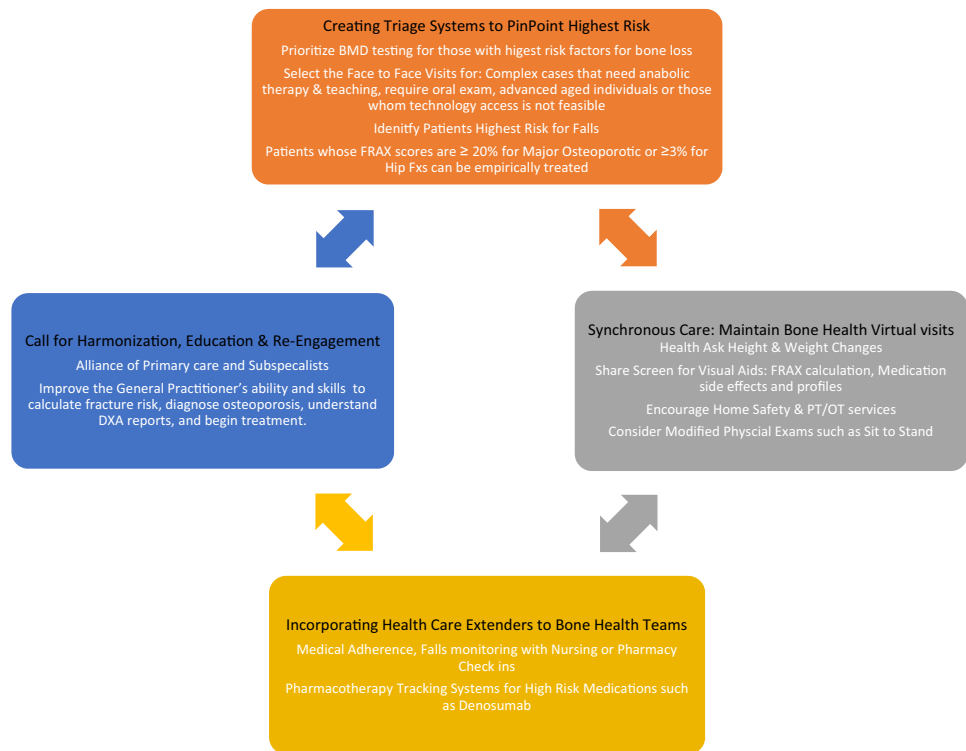 Creating Triage Systems to PinPoint Highest Risk
Prioritize BMD testing for those with higest risk factors for bone loss
Select the Face to Face Visits for: Complex cases that need anabolic
therapy & teaching, require oral exam, advanced aged individuals or those
whom technology access is not feasible
Idenitfy Patients Highest Risk for Falls
Patients whose FRAX scores are ≥ 20% for Major Osteoporotic or ≥3% for
Hip Fxs can be empirically treated
Call for Harmonization, Education & Re-Engagement
Alliance of Primary care and Subspecalists
Improve the General Practitioner's ability and skills to
calculate fracture risk, diagnose osteoporosis, understand
DXA reports, and begin treatment.
Synchronous Care: Maintain Bone Health Virtual visits
Health Ask Height & Weight Changes
Share Screen for Visual Aids: FRAX calculation, Medication
side effects and profiles
Encourage Home Safety & PT/OT services
Consider Modified Physcial Exams such as Sit to Stand
Incorporating Health Care Extenders to Bone Health Teams
Medical Adherence, Falls monitoring with Nursing or Pharmacy
Check ins
Pharmacotherapy Tracking Systems for High Risk Medications such
as Denosumab